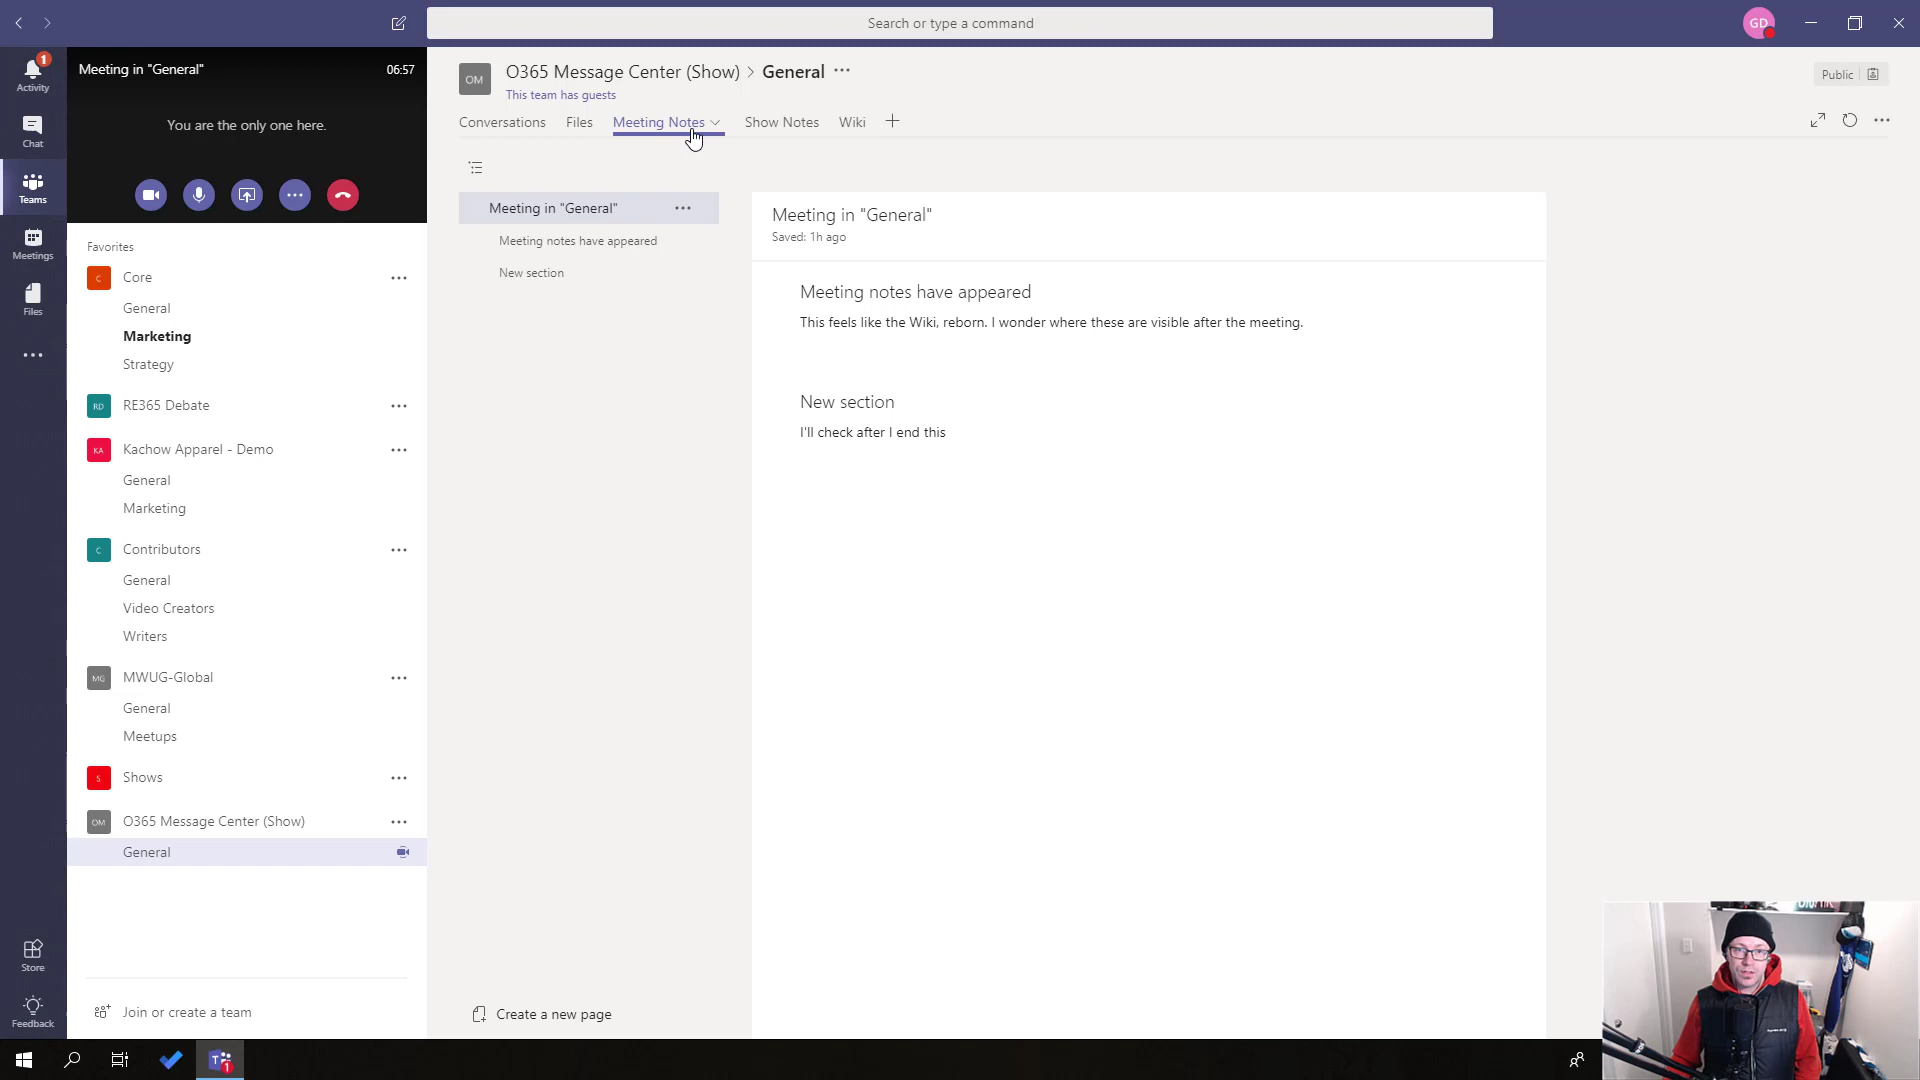 Search or type a command
GD
1
Activity
Chat
Teams
Meetings
Files
Store
Feedback
Meeting in "General"
06:57
You are the only one here.
Favorites
C
Core
General
Marketing
Strategy
RD
RE365 Debate
KA
Kachow Apparel - Demo
General
Marketing
C
Contributors
General
Video Creators
Writers
MG
MWUG-Global
General
Meetups
S
Shows
OM
O365 Message Center (Show)
General
Join or create a team
OM
O365 Message Center (Show) > General
This team has guests
Public
Conversations
Files
Meeting Notes
Show Notes
Wiki
Meeting in "General"
Meeting notes have appeared
New section
Create a new page
Meeting in "General"
Saved: 1h ago
Meeting notes have appeared
This feels like the Wiki, reborn. I wonder where these are visible after the meeting.
New section
I'll check after I end this
T
1